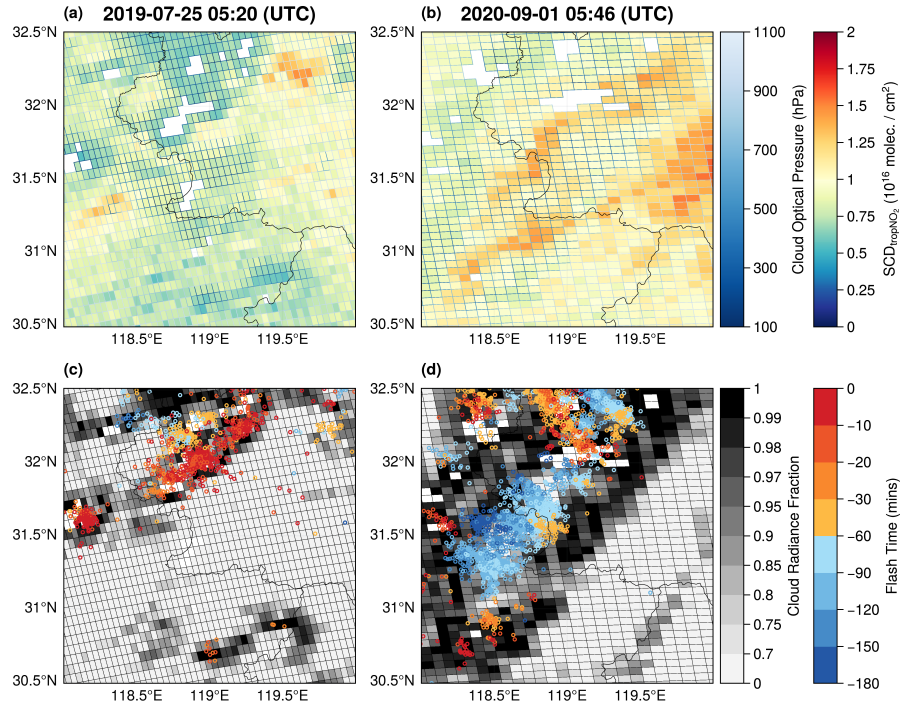 (a) 2019-07-25 05:20 (UTC)
(b) 2020-09-01 05:46 (UTC)
32.5°N
32°N
31.5°N
31°N
30.5°N
118.5°E 119°E 119.5°E
32.5°N
32°N
31.5°N
31°N
30.5°N
118.5°E 119°E 119.5°E
1100
900
700
500
300
100
Cloud Optical Pressure (hPa)
2
1.75
1.5
1.25
1
0.75
0.5
0.25
0
SCDtropNO₂ (10¹⁶ molec. / cm²)
(c)
32.5°N
32°N
31.5°N
31°N
30.5°N
118.5°E 119°E 119.5°E
(d)
32.5°N
32°N
31.5°N
31°N
30.5°N
118.5°E 119°E 119.5°E
1
0.99
0.98
0.97
0.95
0.9
0.85
0.8
0.75
0.7
0
Cloud Radiance Fraction
0
−10
−30
−60
−90
−120
−150
−180
Flash Time (mins)